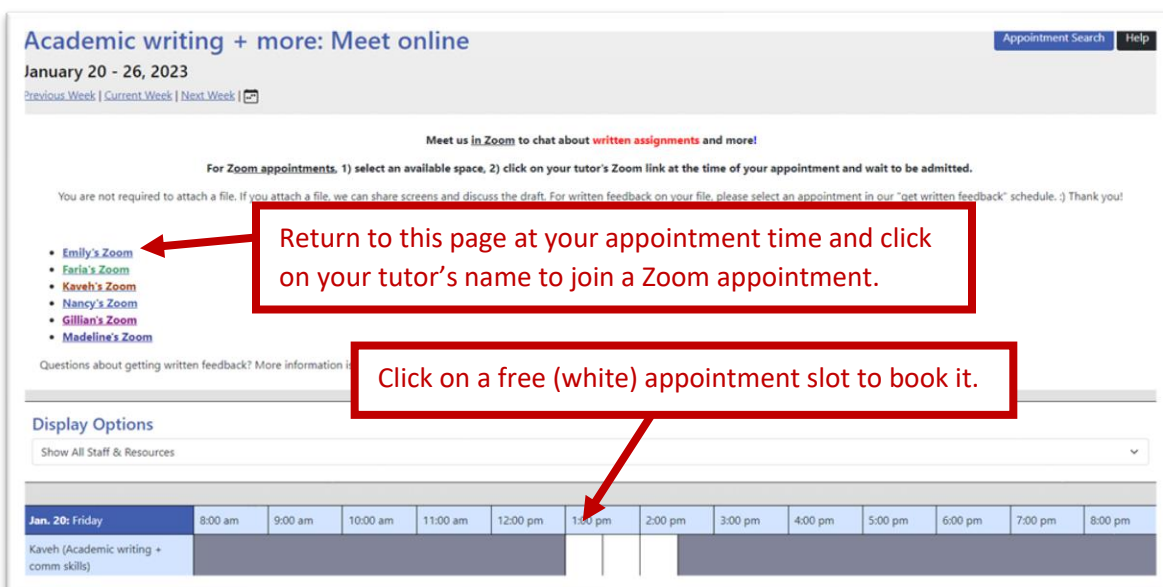 Academic writing + more: Meet online
Appointment Search
Help
January 20 - 26, 2023
Previous Week | Current Week | Next Week |
Meet us in Zoom to chat about written assignments and more!
For Zoom appointments, 1) select an available space, 2) click on your tutor's Zoom link at the time of your appointment and wait to be admitted.
You are not required to attach a file. If you attach a file, we can share screens and discuss the draft. For written feedback on your file, please select an appointment in our "get written feedback" schedule. :) Thank you!
Return to this page at your appointment time and click
on your tutor's name to join a Zoom appointment.
• Emily's Zoom
• Faria's Zoom
• Kaveh's Zoom
• Nancy's Zoom
• Gillian's Zoom
• Madeline's Zoom
Questions about getting written feedback? More information
Click on a free (white) appointment slot to book it.
Display Options
Show All Staff & Resources
Jan. 20: Friday 8:00 am 9:00 am 10:00 am 11:00 am 12:00 pm 1:00 pm 2:00 pm 3:00 pm 4:00 pm 5:00 pm 6:00 pm 7:00 pm 8:00 pm
Kaveh (Academic writing +
comm skills)